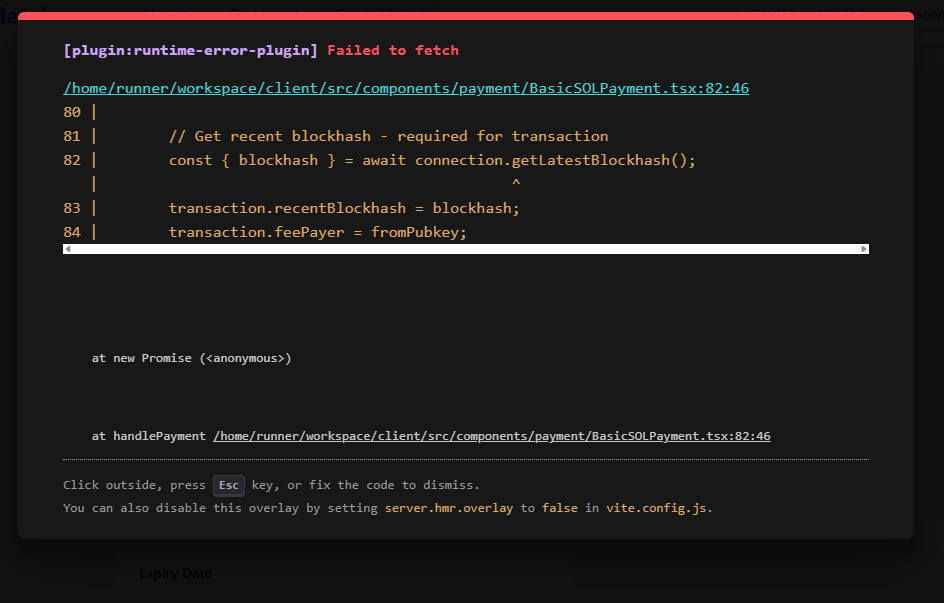 [plugin:runtime-error-plugin] Failed to fetch
/home/runner/workspace/client/src/components/payment/BasicSOLPayment.tsx:82:46
80 |
81 |        // Get recent blockhash - required for transaction
82 |        const { blockhash } = await connection.getLatestBlockhash();
   |                                               ^
83 |        transaction.recentBlockhash = blockhash;
84 |        transaction.feePayer = fromPubkey;
at new Promise (<anonymous>)
at handlePayment /home/runner/workspace/client/src/components/payment/BasicSOLPayment.tsx:82:46
Click outside, press Esc key, or fix the code to dismiss.
You can also disable this overlay by setting server.hmr.overlay to false in vite.config.js.
Expiry Date